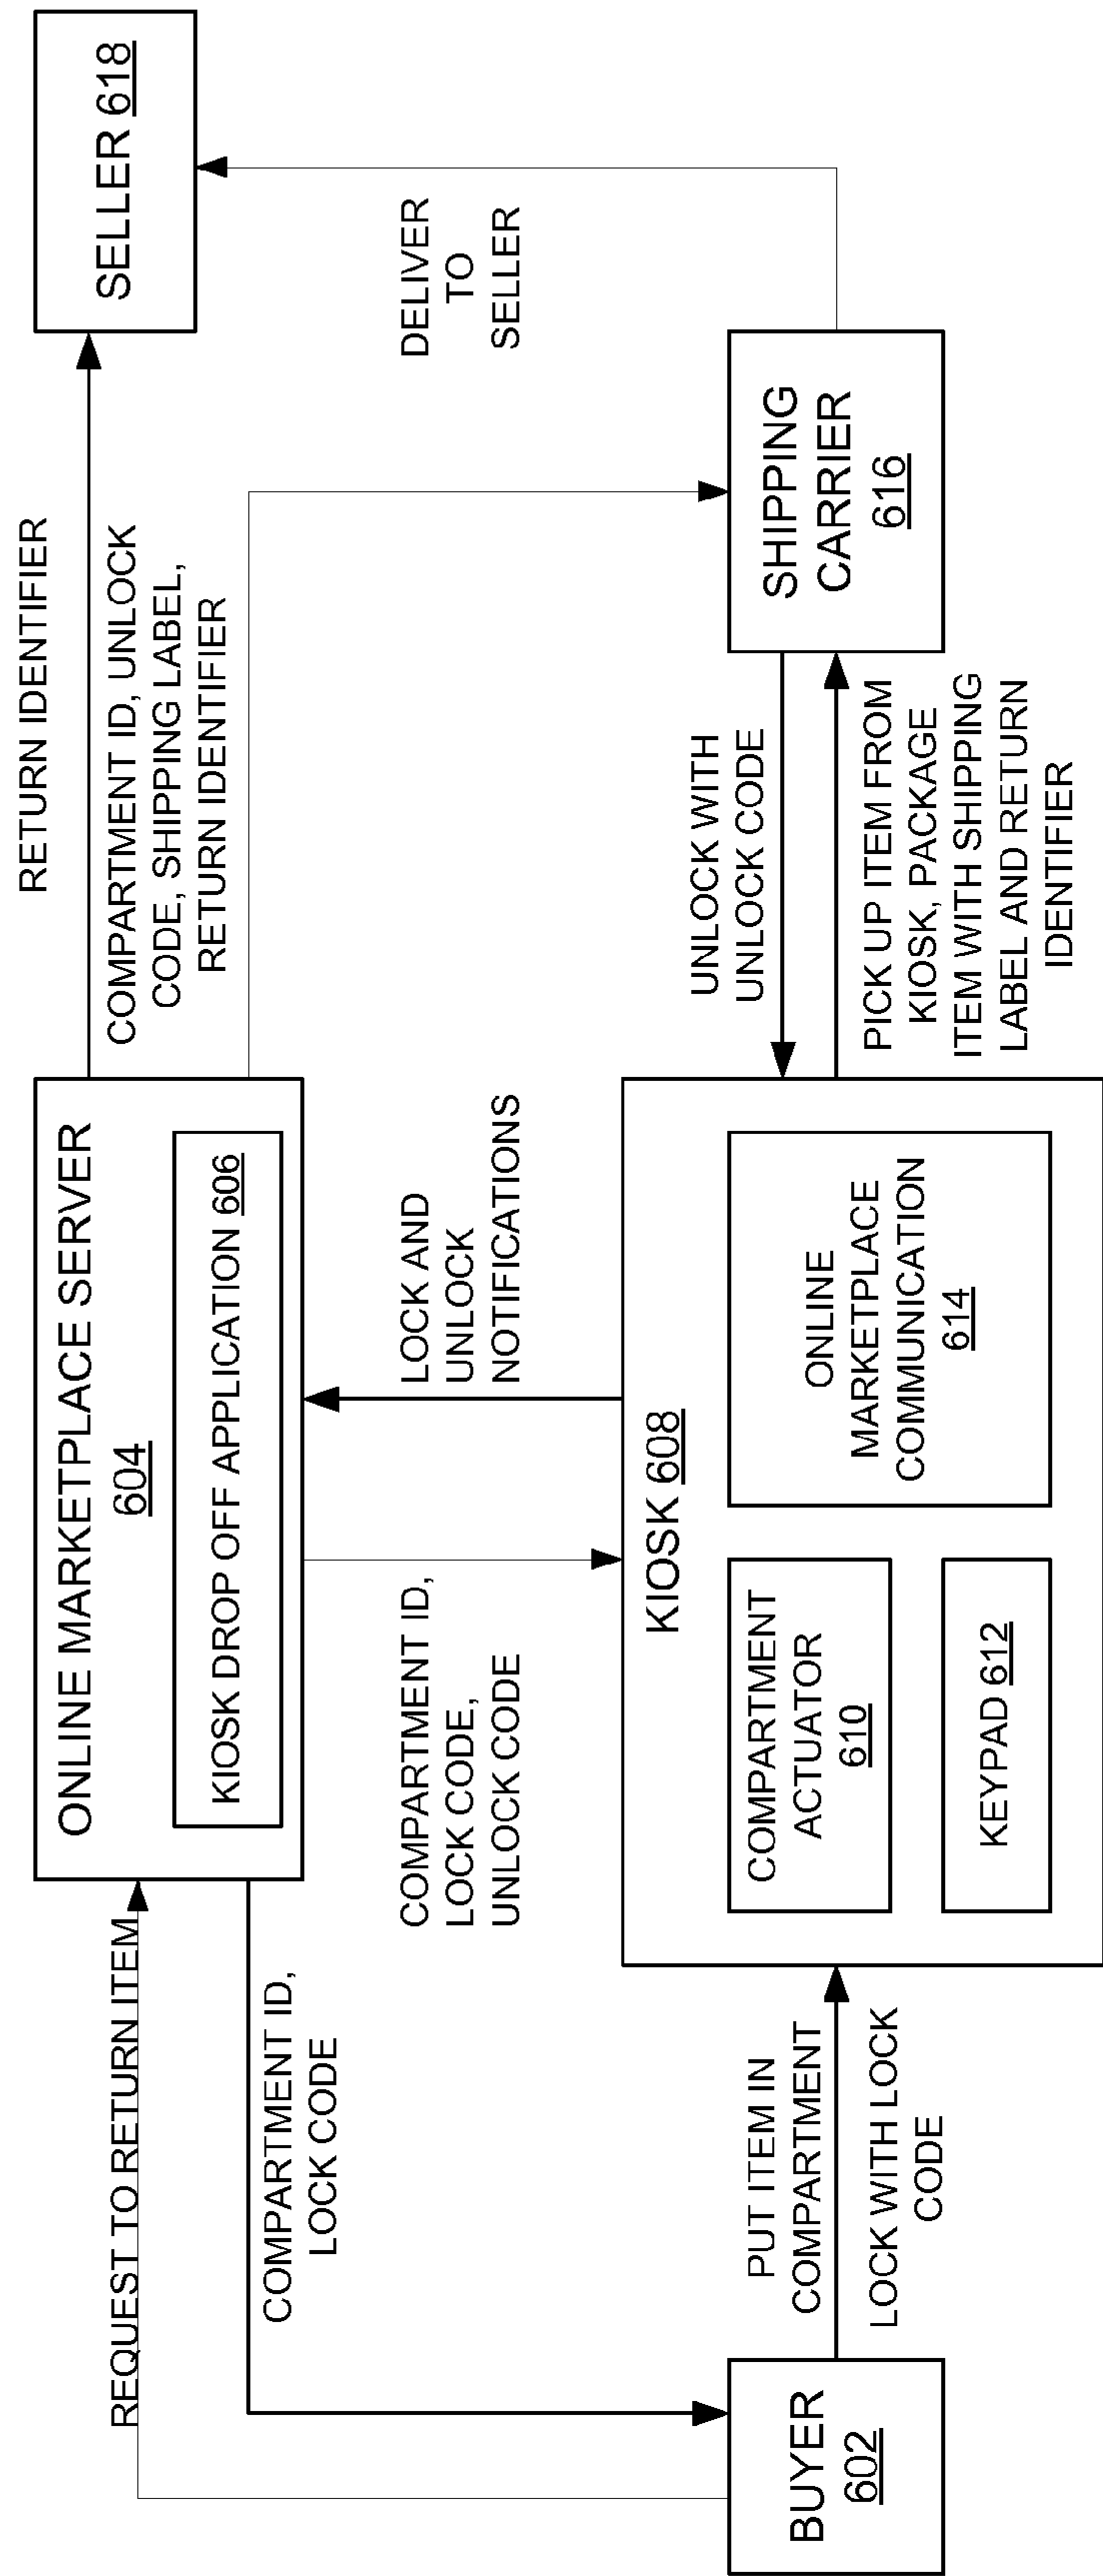 REQUEST TO RETURN ITEM
COMPARTMENT ID,
LOCK CODE
ONLINE MARKETPLACE SERVER
604
KIOSK DROP OFF APPLICATION 606
RETURN IDENTIFIER
COMPARTMENT ID, UNLOCK
CODE, SHIPPING LABEL,
RETURN IDENTIFIER
SELLER 618
COMPARTMENT ID,
LOCK CODE,
UNLOCK CODE
LOCK AND
UNLOCK
NOTIFICATIONS
DELIVER
TO
SELLER
BUYER
602
PUT ITEM IN
COMPARTMENT
LOCK WITH LOCK
CODE
KIOSK 608
COMPARTMENT
ACTUATOR
610
KEYPAD 612
ONLINE
MARKETPLACE
COMMUNICATION
614
UNLOCK WITH
UNLOCK CODE
PICK UP ITEM FROM
KIOSK, PACKAGE
ITEM WITH SHIPPING
LABEL AND RETURN
IDENTIFIER
SHIPPING
CARRIER
616